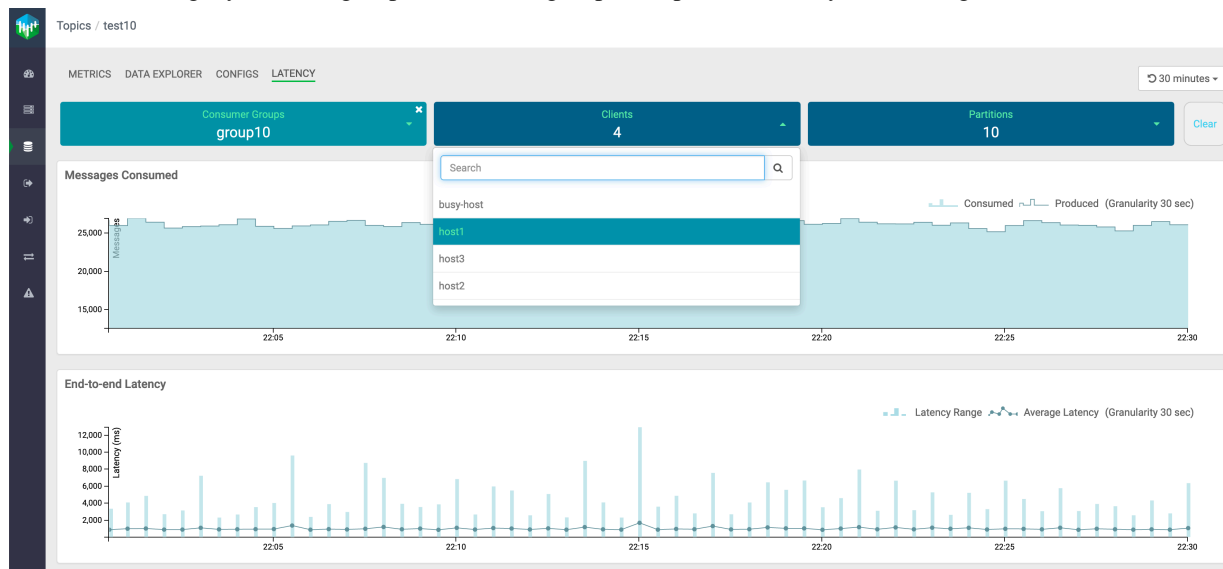 Topics / test10
METRICS DATA EXPLORER CONFIGS LATENCY
30 minutes
Consumer Groups
group10
Clients
4
Partitions
10
Clear
Search
busy-host
host1
host3
host2
Messages Consumed
Consumed Produced (Granularity 30 sec)
Messages
25,000
20,000
15,000
22:05 22:10 22:15 22:20 22:25 22:30
End-to-end Latency
Latency Range Average Latency (Granularity 30 sec)
Latency (ms)
12,000
10,000
8,000
6,000
4,000
2,000
22:05 22:10 22:15 22:20 22:25 22:30